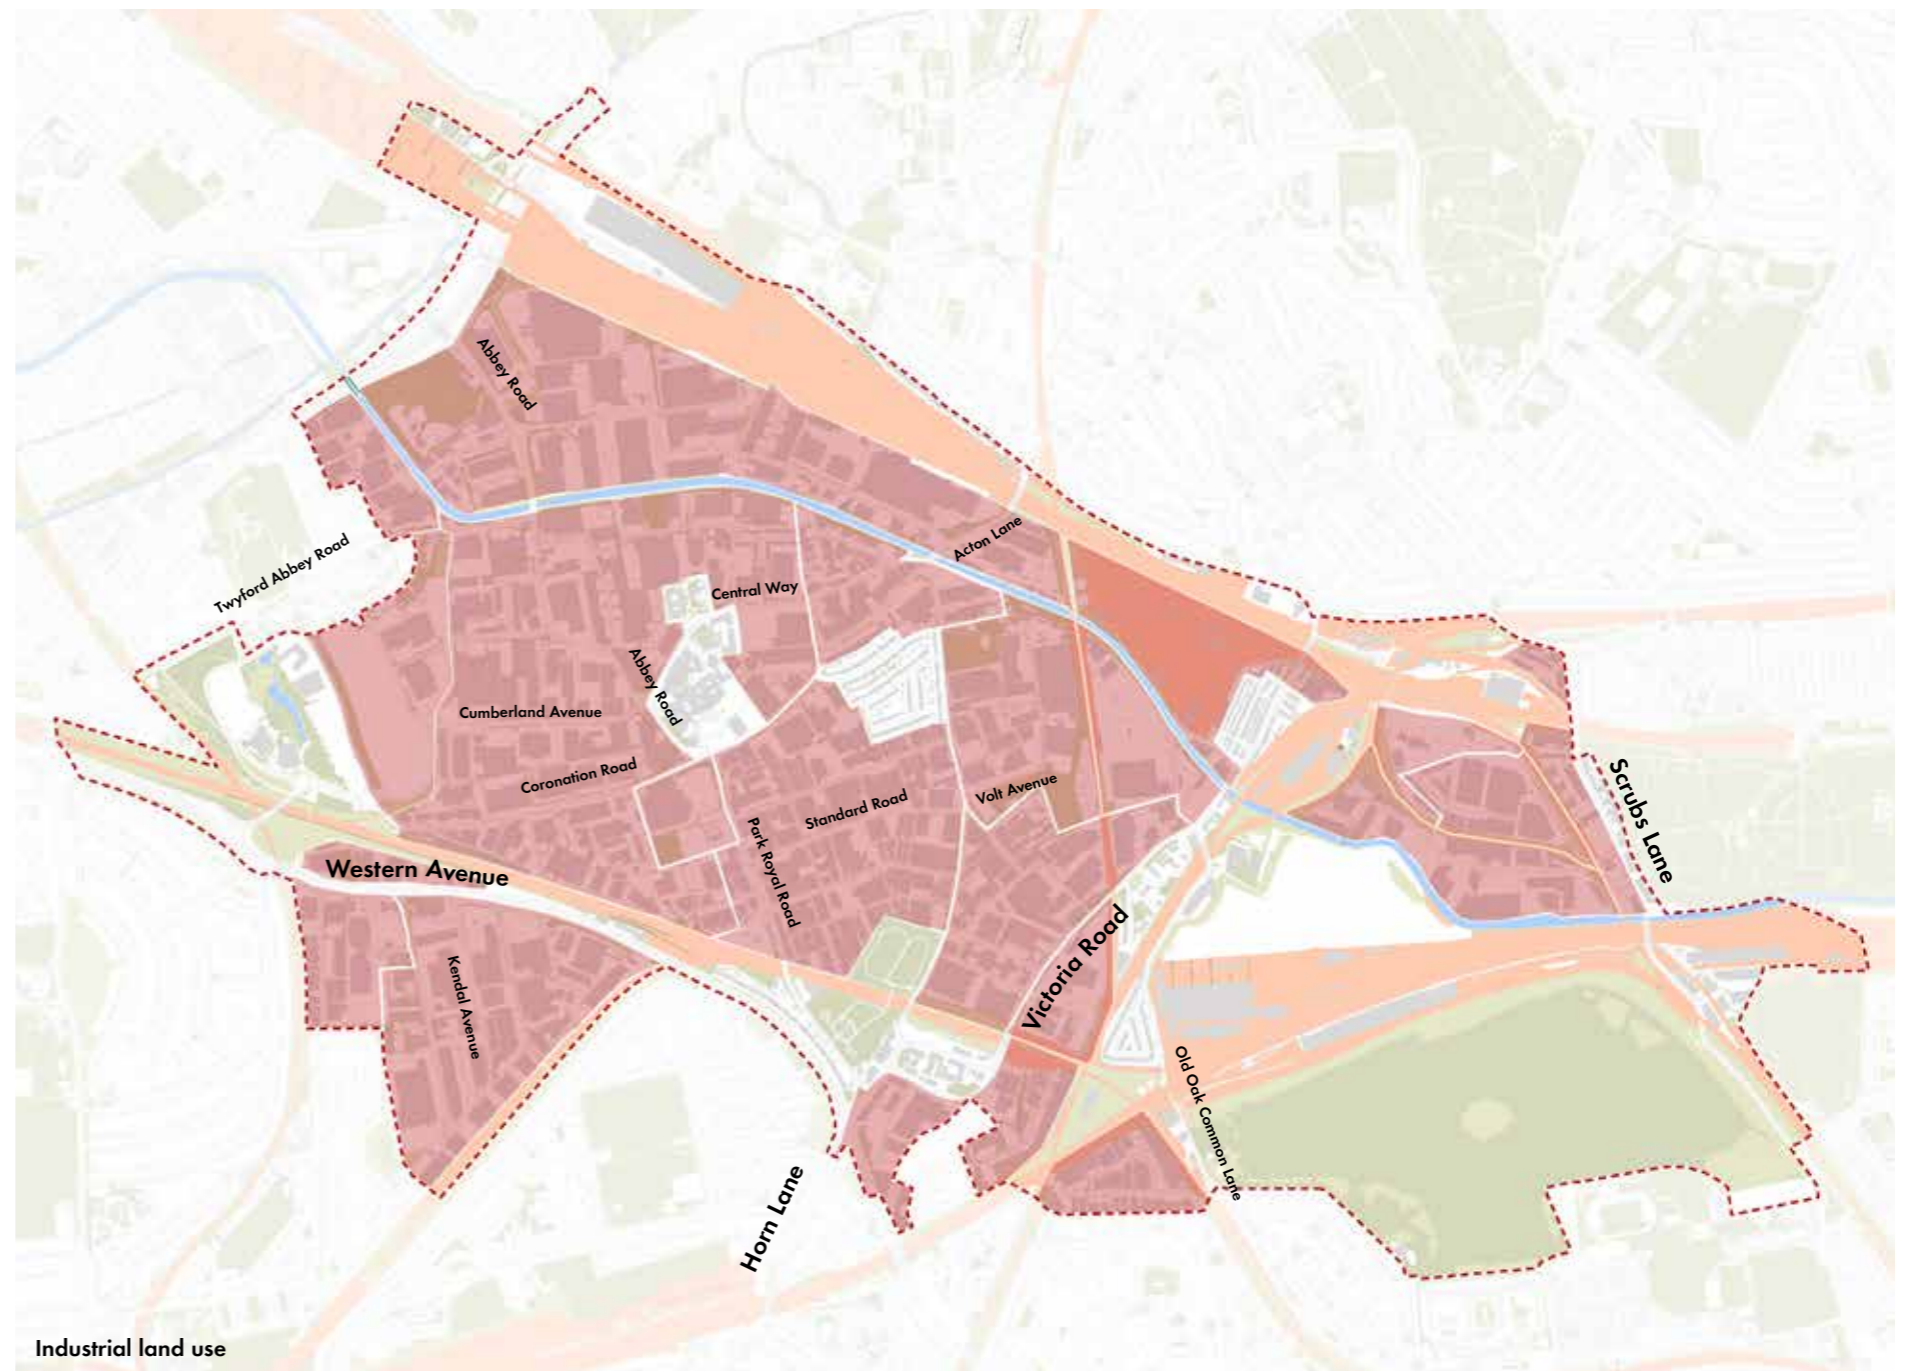 Abbey Road
Acton Lane
Twyford Abbey Road
Central Way
Abbey Road
Cumberland Avenue
Coronation Road
Volt Avenue
Standard Road
Scrubs Lane
Park Royal Road
Western Avenue
Victoria Road
Kendal Avenue
Old Oak Common Lane
Horn Lane
Industrial land use